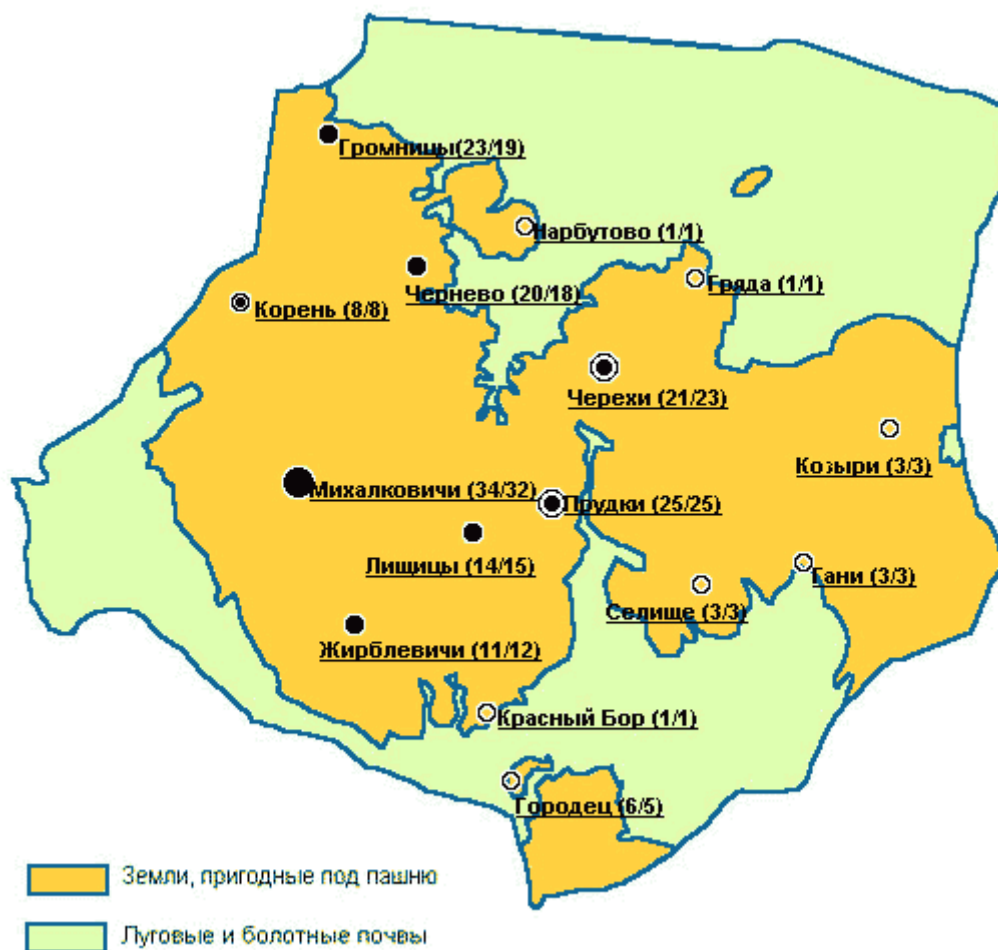 Громницы(23/19)
Нарбутово (1/1)
Чернево (20/18)
Гряда (1/1)
Корень (8/8)
Черехи (21/23)
Козыри (3/3)
Михалковичи (34/32)
Прудки (25/25)
Лищицы (14/15)
Гани (3/3)
Селище (3/3)
Жирблевичи (11/12)
Красный Бор (1/1)
Городец (6/5)
Земли, пригодные под пашню
Луговые и болотные почвы